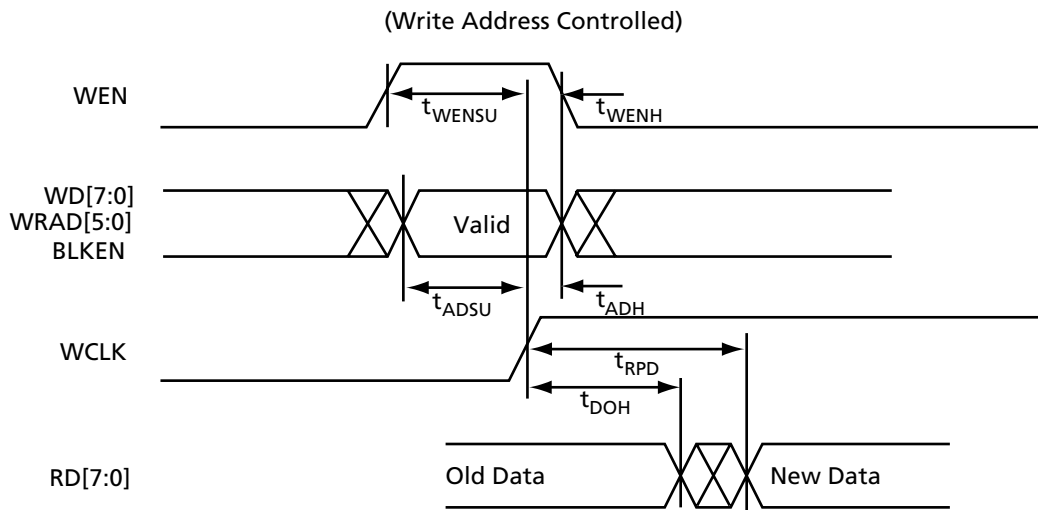 (Write Address Controlled)
WEN
tWENSU
tWENH
WD[7:0]
WRAD[5:0]
BLKEN
Valid
tADSU
tADH
WCLK
tRPD
tDOH
RD[7:0]
Old Data
New Data